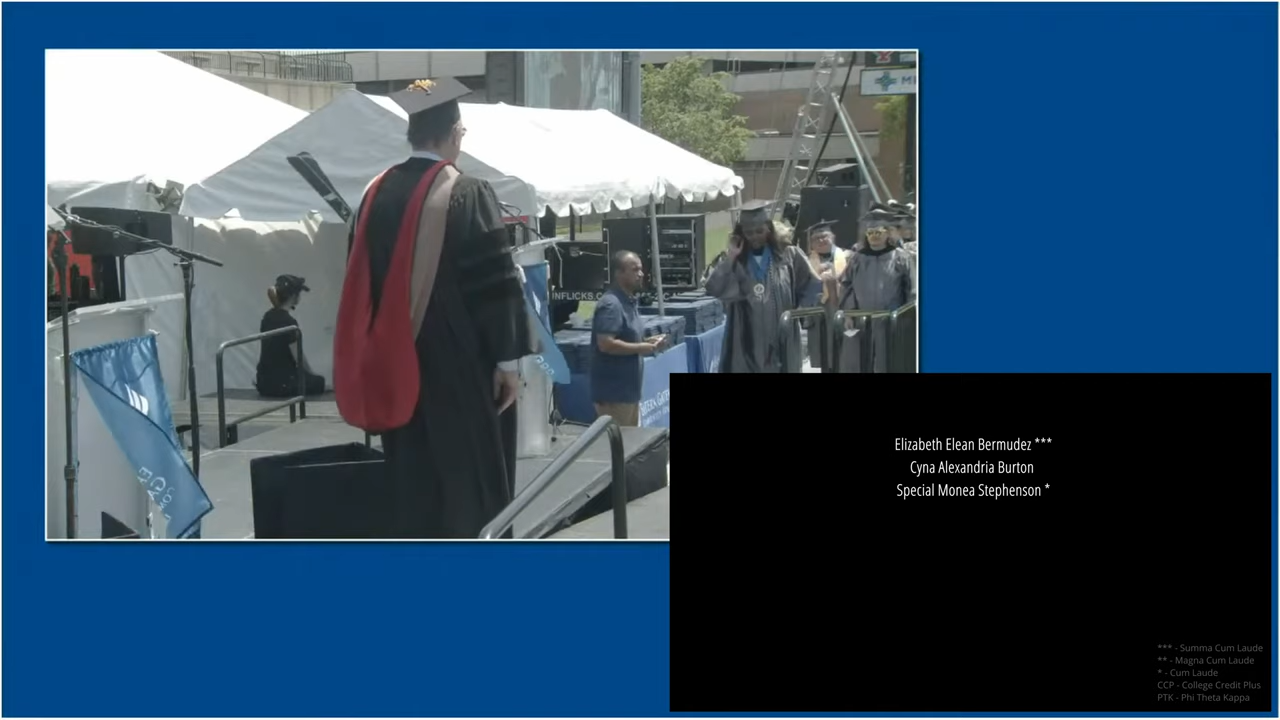 Elizabeth Elean Bermudez ***
Cyna Alexandria Burton
Special Monea Stephenson *
*** - Summa Cum Laude
** - Magna Cum Laude
* - Cum Laude
CCP - College Credit Plus
PTK - Phi Theta Kappa